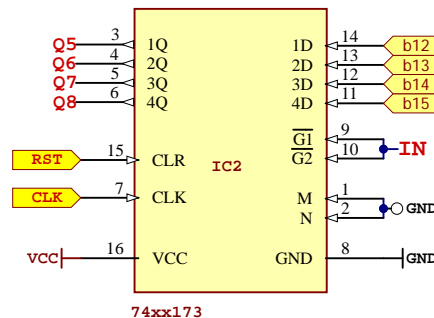 Q5 3 1Q 1D 14 b12
Q6 4 2Q 2D 13 b13
Q7 5 3Q 3D 12 b14
Q8 6 4Q 4D 11 b15
G1 9
G2 10 IN
RST 15 CLR IC2
CLK 7 CLK M 1
N 2 GND
VCC 16 VCC GND 8 GND
74xx173